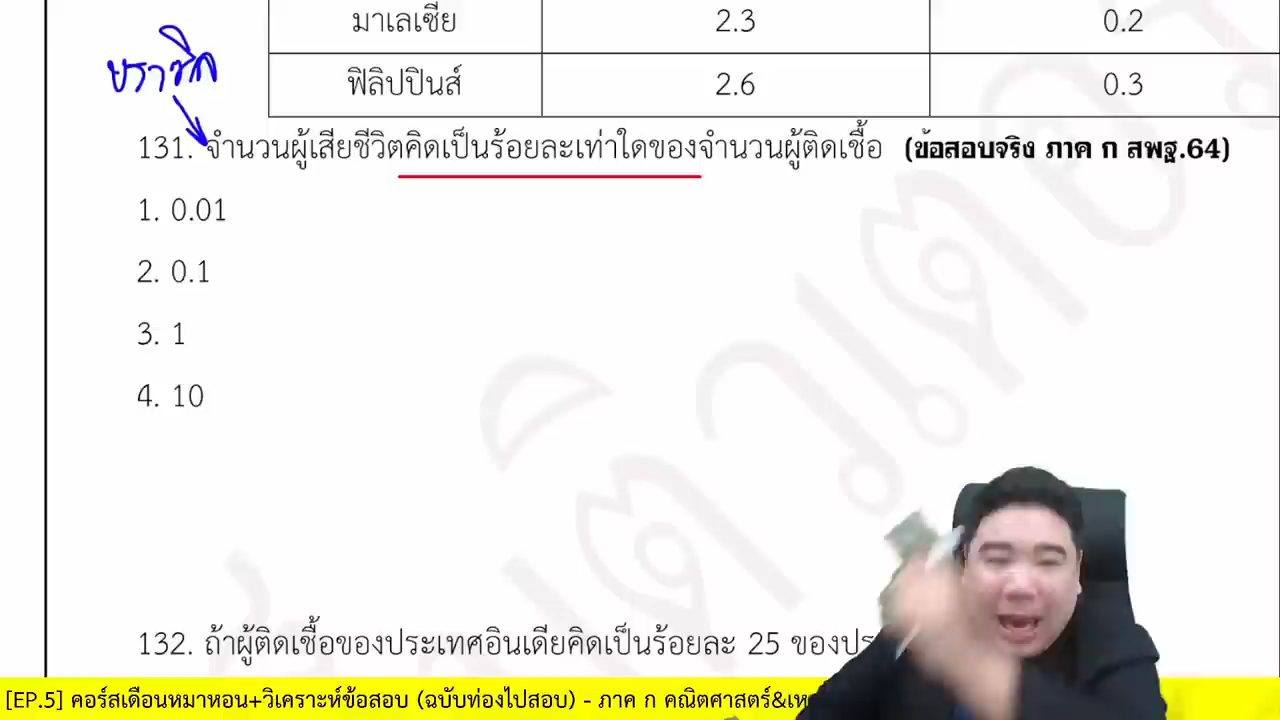 มาเลเซีย 2.3 0.2
บราซิล
ฟิลิปปินส์ 2.6 0.3
131. จำนวนผู้เสียชีวิตคิดเป็นร้อยละเท่าใดของจำนวนผู้ติดเชื้อ (ข้อสอบจริง ภาค ก สพฐ.64)
1. 0.01
2. 0.1
3. 1
4. 10
132. ถ้าผู้ติดเชื้อของประเทศอินเดียคิดเป็นร้อยละ 25 ของประ
[EP.5] คอร์สเดือนหมาหอน+วิเคราะห์ข้อสอบ (ฉบับท่องไปสอบ) - ภาค ก คณิตศาสตร์&เห